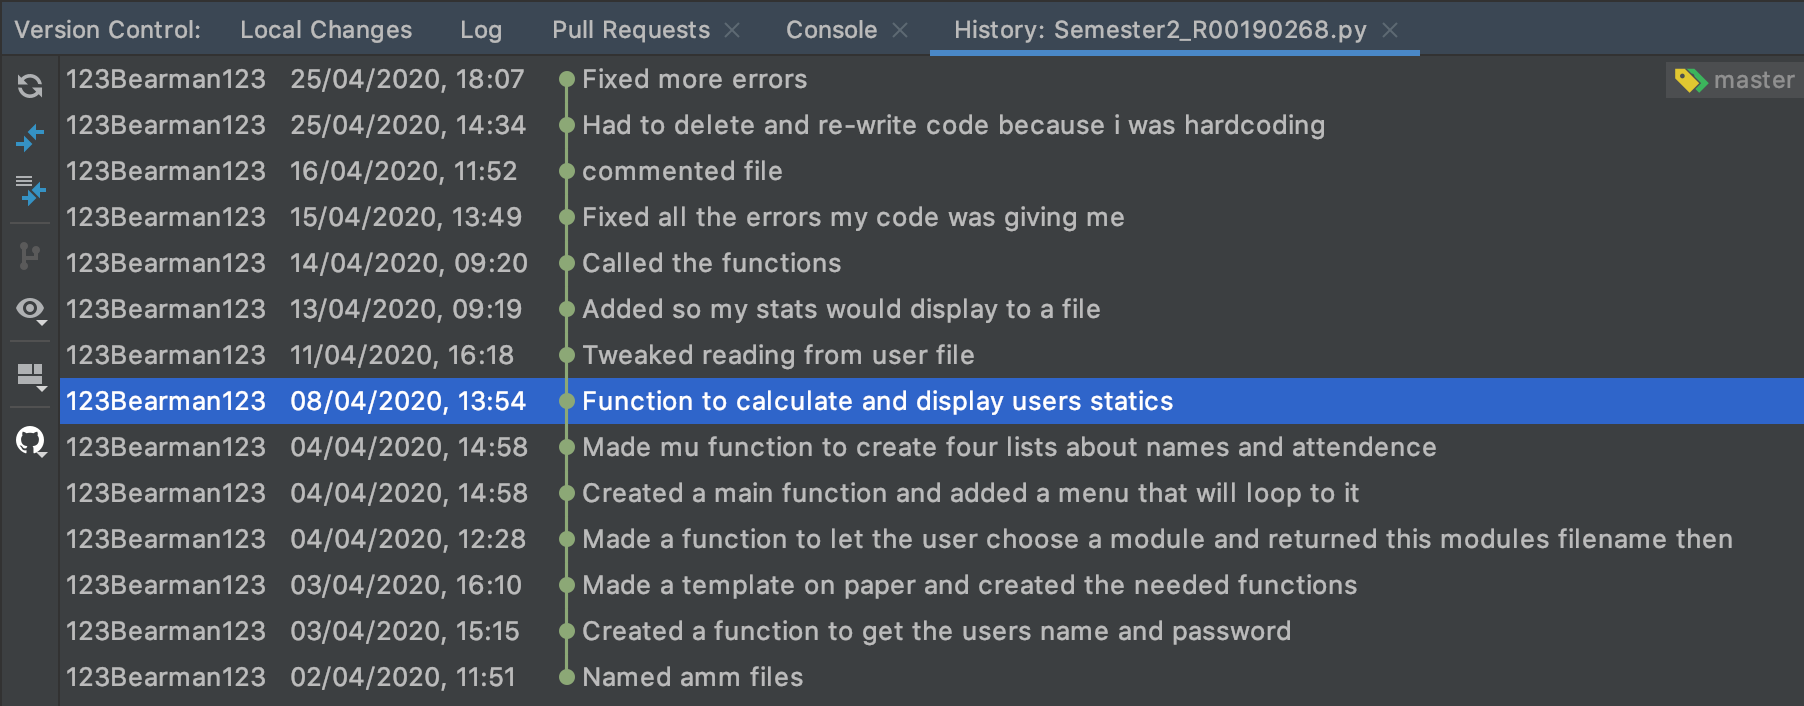 Version Control: Local Changes Log Pull Requests Console History: Semester2_R00190268.py
123Bearman123 25/04/2020, 18:07 Fixed more errors master
123Bearman123 25/04/2020, 14:34 Had to delete and re-write code because i was hardcoding
123Bearman123 16/04/2020, 11:52 commented file
123Bearman123 15/04/2020, 13:49 Fixed all the errors my code was giving me
123Bearman123 14/04/2020, 09:20 Called the functions
123Bearman123 13/04/2020, 09:19 Added so my stats would display to a file
123Bearman123 11/04/2020, 16:18 Tweaked reading from user file
123Bearman123 08/04/2020, 13:54 Function to calculate and display users statics
123Bearman123 04/04/2020, 14:58 Made mu function to create four lists about names and attendence
123Bearman123 04/04/2020, 14:58 Created a main function and added a menu that will loop to it
123Bearman123 04/04/2020, 12:28 Made a function to let the user choose a module and returned this modules filename then
123Bearman123 03/04/2020, 16:10 Made a template on paper and created the needed functions
123Bearman123 03/04/2020, 15:15 Created a function to get the users name and password
123Bearman123 02/04/2020, 11:51 Named amm files